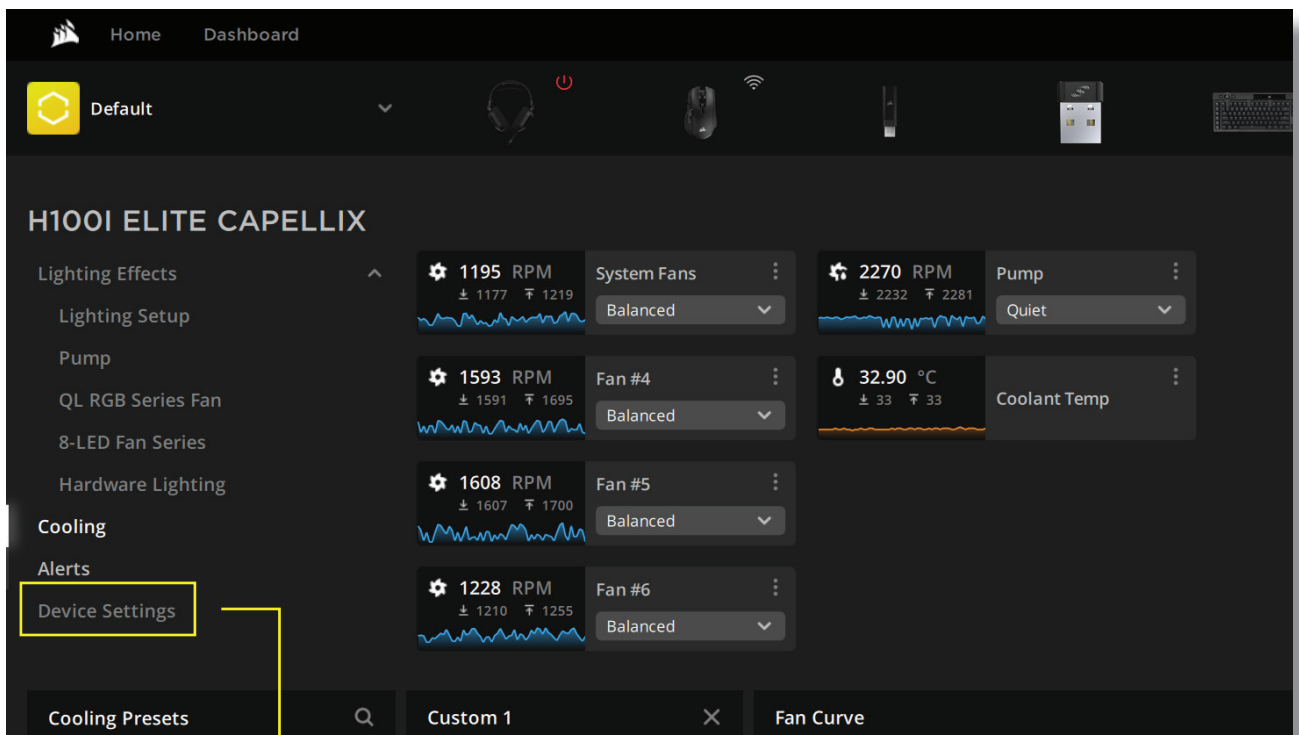 Home Dashboard
Default
H100I ELITE CAPELLIX
Lighting Effects
Lighting Setup
Pump
QL RGB Series Fan
8-LED Fan Series
Hardware Lighting
Cooling
Alerts
Device Settings
1195 RPM System Fans
1177 1219 Balanced
2270 RPM Pump
2232 2281 Quiet
1593 RPM Fan #4
1591 1695 Balanced
32.90 °C Coolant Temp
33 33
1608 RPM Fan #5
1607 1700 Balanced
1228 RPM Fan #6
1210 1255 Balanced
Cooling Presets Custom 1 Fan Curve